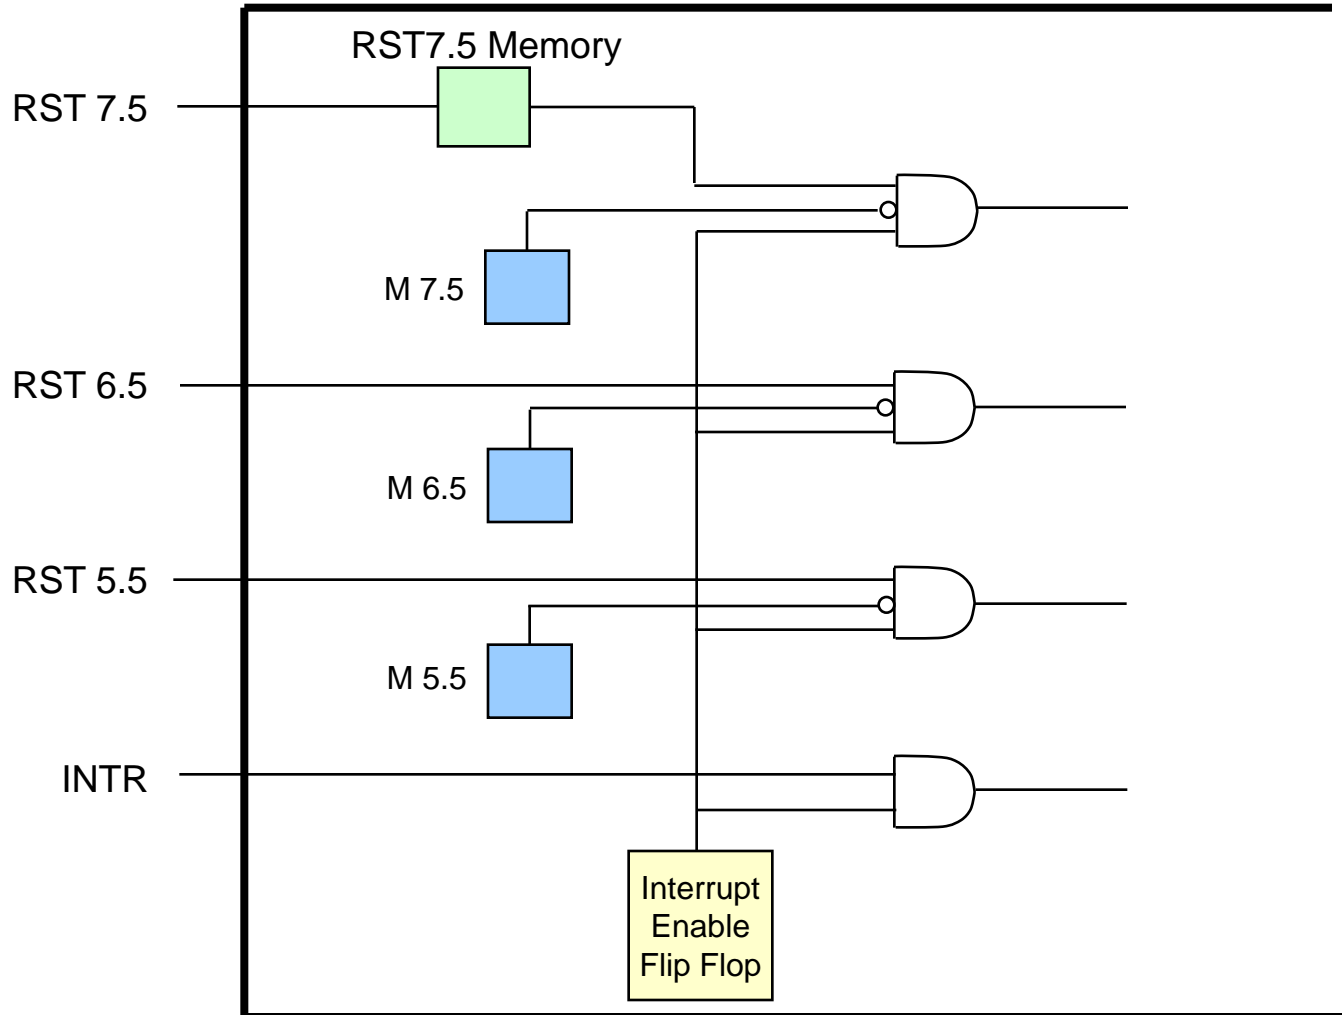 RST7.5 Memory
RST 7.5
M 7.5
RST 6.5
M 6.5
RST 5.5
M 5.5
INTR
Interrupt
Enable
Flip Flop